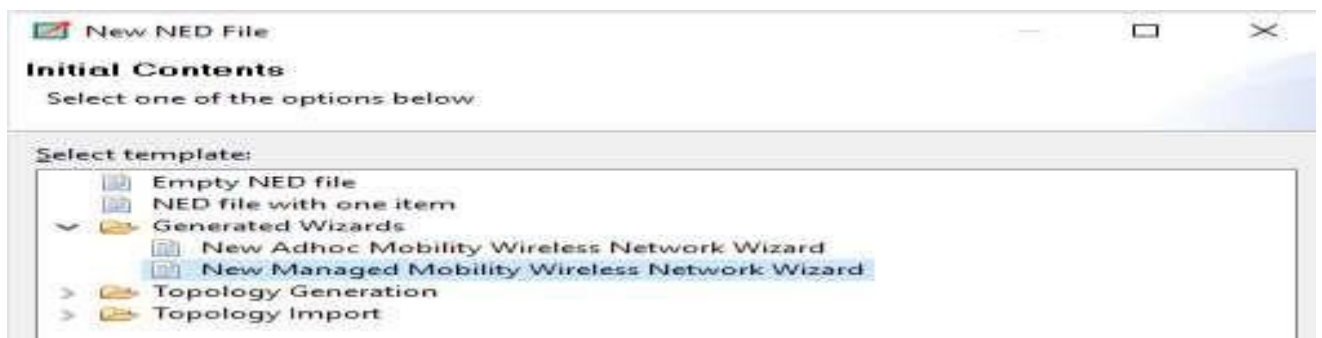 New NED File
Initial Contents
Select one of the options below
Select template:
Empty NED file
NED file with one item
Generated Wizards
New Adhoc Mobility Wireless Network Wizard
New Managed Mobility Wireless Network Wizard
Topology Generation
Topology Import